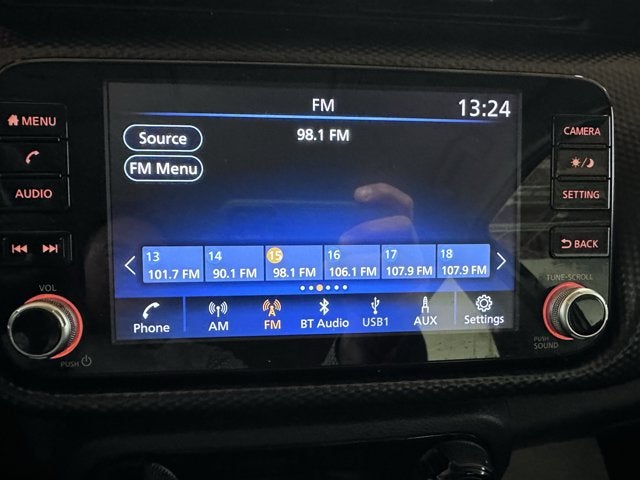 FM
13:24
MENU
Source
98.1 FM
CAMERA
FM Menu
AUDIO
SETTING
BACK
13 14 15 16 17 18
101.7 FM 90.1 FM 98.1 FM 106.1 FM 107.9 FM 107.9 FM
VOL
TUNE·SCROLL
Phone AM FM BT Audio USB1 AUX Settings
PUSH
PUSH
SOUND